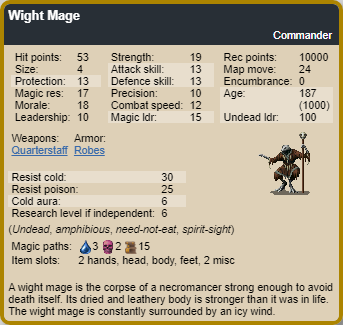 Wight Mage
Commander
Hit points: 53 Strength: 19 Rec points: 10000
Size: 4 Attack skill: 13 Map move: 24
Protection: 13 Defence skill: 13 Encumbrance: 0
Magic res: 17 Precision: 10 Age: 187
Morale: 18 Combat speed: 12 (1000)
Leadership: 10 Magic ldr: 15 Undead ldr: 100
Weapons: Armor:
Quarterstaff Robes
Resist cold: 30
Resist poison: 25
Cold aura: 6
Research level if independent: 6
(Undead, amphibious, need-not-eat, spirit-sight)
Magic paths: 3 2 15
Item slots: 2 hands, head, body, feet, 2 misc
A wight mage is the corpse of a necromancer strong enough to avoid
death itself. Its dried and leathery body is stronger than it was in life.
The wight mage is constantly surrounded by an icy wind.